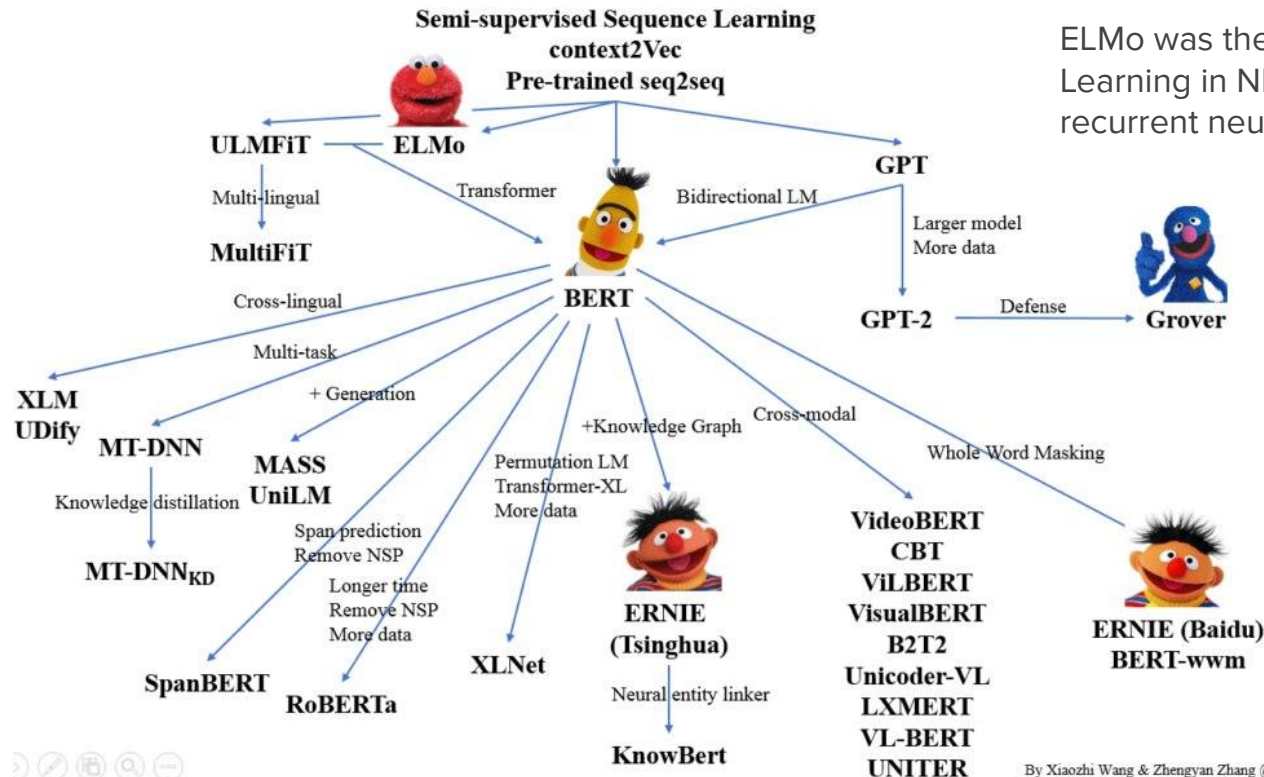 Semi-supervised Sequence Learning
context2Vec
Pre-trained seq2seq
ELMo was the
Learning in
recurrent
ULMFiT
ELMo
GPT
Multi-lingual
Transformer
Bidirectional LM
Larger model
More data
MultiFiT
BERT
GPT-2
Defense
Grover
Cross-lingual
Multi-task
+ Generation
+Knowledge Graph
Cross-modal
Whole Word Masking
XLM
UDify
MT-DNN
MASS
UniLM
Permutation LM
Transformer-XL
More data
Knowledge distillation
Span prediction
Remove NSP
MT-DNNKD
Longer time
Remove NSP
More data
VideoBERT
CBT
ViLBERT
VisualBERT
B2T2
Unicoder-VL
LXMERT
VL-BERT
UNITER
ERNIE
(Tsinghua)
ERNIE (Baidu)
BERT-wwm
SpanBERT
RoBERTa
XLNet
Neural entity linker
KnowBert
By Xiaozhi Wang & Zhengyan Zhang